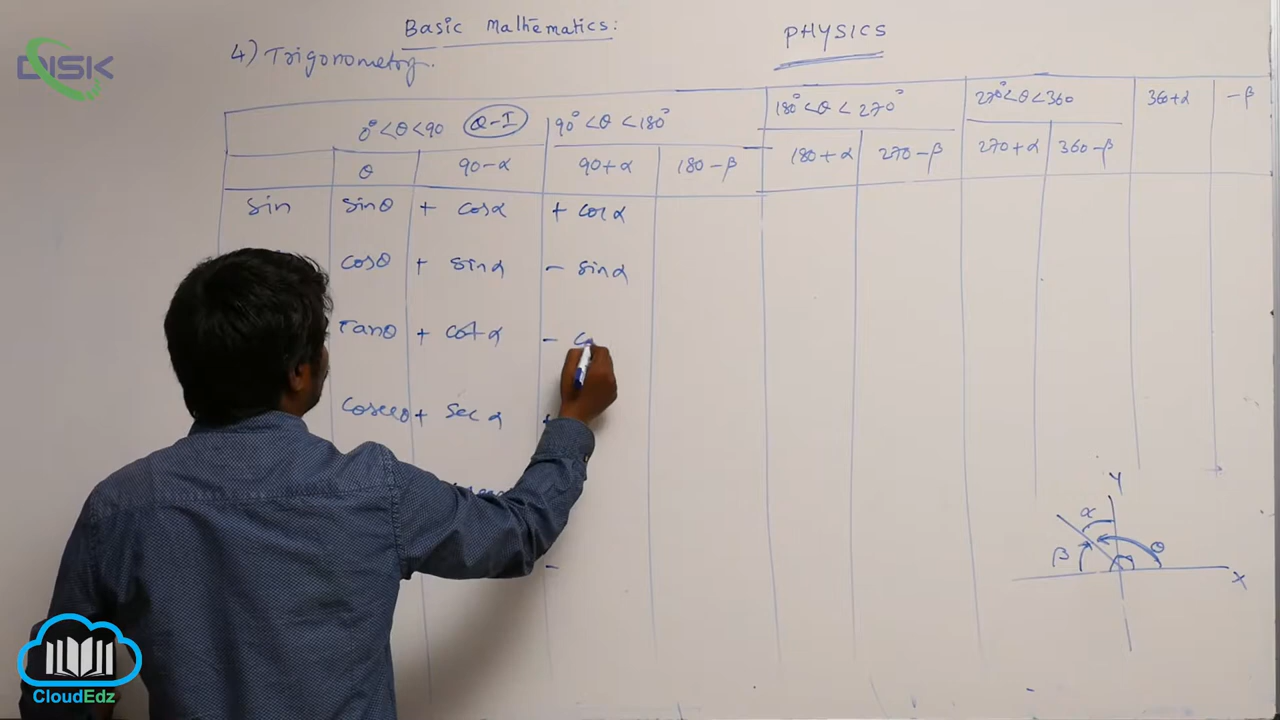 Basic Mathematics:
PHYSICS
4) Trigonometry.
DISK
0° < θ < 90 Q-I 90° < θ < 180° 180° < θ < 270° 270° < θ < 360 360+α -β
θ 90-α 90+α 180-β 180+α 270-β 270+α 360-β
sin sinθ + cosα + cosα
cosθ + sinα - sinα
Tanθ + cotα - c
cosecθ + sec α
-
Y
α
β θ
X
CloudEdz